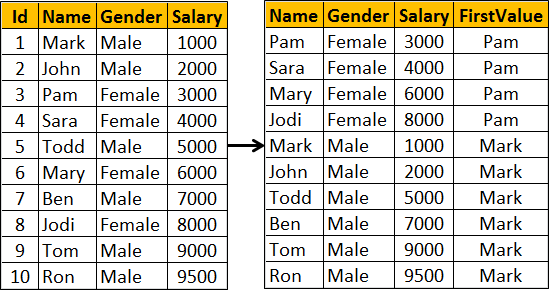 Id Name Gender Salary
1 Mark Male 1000
2 John Male 2000
3 Pam Female 3000
4 Sara Female 4000
5 Todd Male 5000
6 Mary Female 6000
7 Ben Male 7000
8 Jodi Female 8000
9 Tom Male 9000
10 Ron Male 9500
Name Gender Salary FirstValue
Pam Female 3000 Pam
Sara Female 4000 Pam
Mary Female 6000 Pam
Jodi Female 8000 Pam
Mark Male 1000 Mark
John Male 2000 Mark
Todd Male 5000 Mark
Ben Male 7000 Mark
Tom Male 9000 Mark
Ron Male 9500 Mark